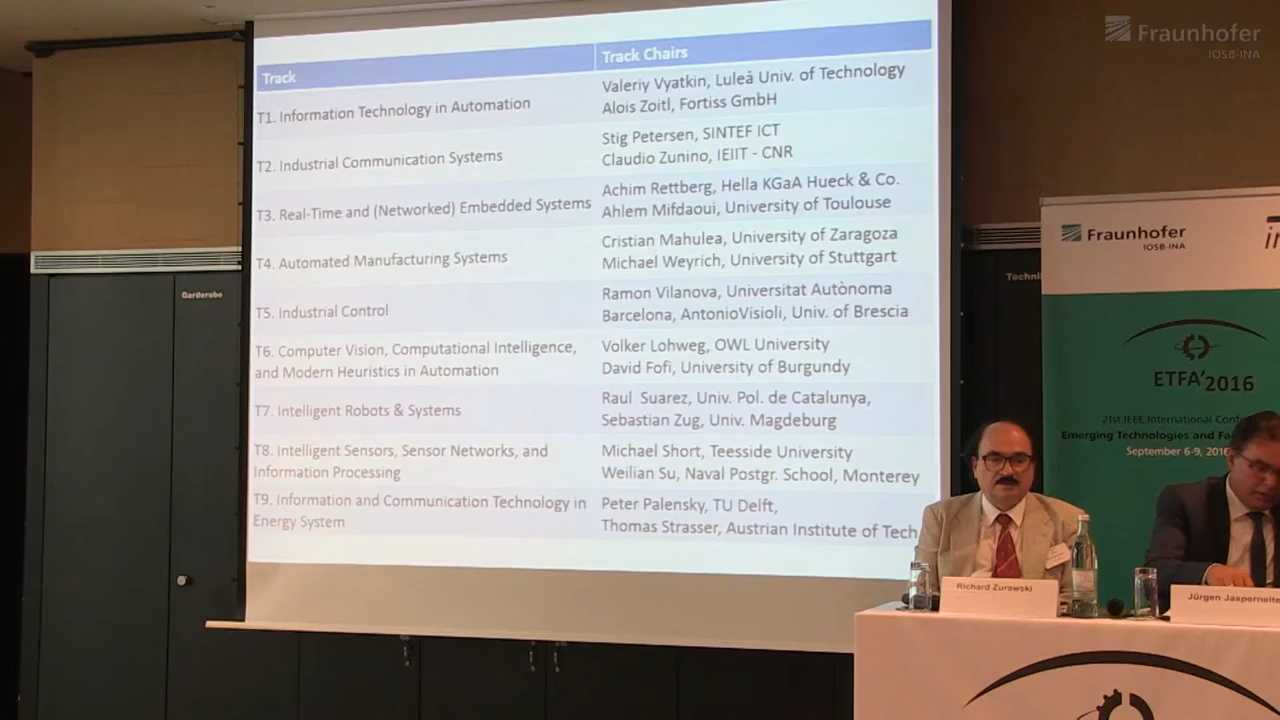 Fraunhofer
IOSB-INA
Track
Track Chairs
T1. Information Technology in Automation
Valeriy Vyatkin, Luleå Univ. of Technology
Alois Zoitl, Fortiss GmbH
T2. Industrial Communication Systems
Stig Petersen, SINTEF ICT
Claudio Zunino, IEIIT - CNR
T3. Real-Time and (Networked) Embedded Systems
Achim Rettberg, Hella KGaA Hueck & Co.
Ahlem Mifdaoui, University of Toulouse
T4. Automated Manufacturing Systems
Cristian Mahulea, University of Zaragoza
Michael Weyrich, University of Stuttgart
T5. Industrial Control
Ramon Vilanova, Universitat Autònoma
Barcelona, AntonioVisioli, Univ. of Brescia
T6. Computer Vision, Computational Intelligence,
and Modern Heuristics in Automation
Volker Lohweg, OWL University
David Fofi, University of Burgundy
T7. Intelligent Robots & Systems
Raul Suarez, Univ. Pol. de Catalunya,
Sebastian Zug, Univ. Magdeburg
T8. Intelligent Sensors, Sensor Networks, and
Information Processing
Michael Short, Teesside University
Weilian Su, Naval Postgr. School, Monterey
T9. Information and Communication Technology in
Energy System
Peter Palensky, TU Delft,
Thomas Strasser, Austrian Institute of Tech
Garderobe
Techni
Fraunhofer
IOSB-INA
ETFA'2016
21st IEEE International Confe
Emerging Technologies and Fa
September 6-9, 2016
Richard Zurawski
Jürgen Jasperneite